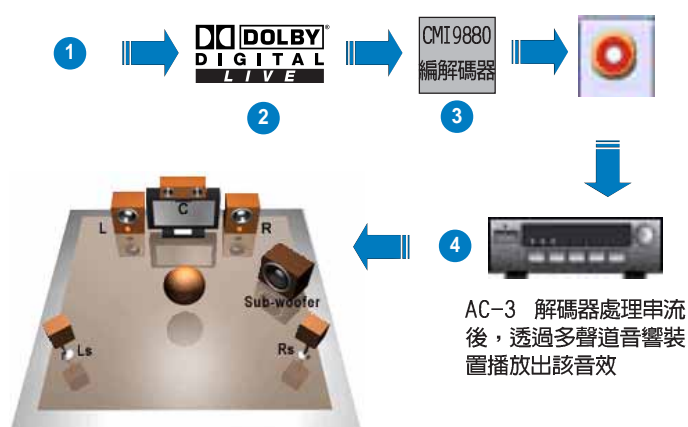 1
DOLBY
DIGITAL
LIVE
2
CMI9880
編解碼器
3
4
AC-3 解碼器處理串流
後，透過多聲道音響裝
置播放出該音效
C
L
R
Sub-woofer
Ls
Rs